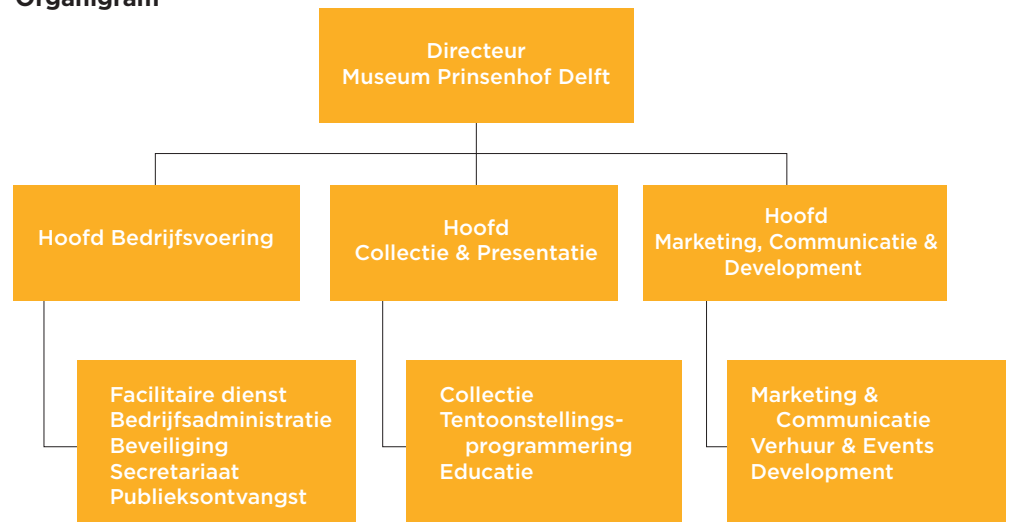 Organigram
Directeur
Museum Prinsenhof Delft
Hoofd Bedrijfsvoering
Hoofd
Collectie & Presentatie
Hoofd
Marketing, Communicatie &
Development
Facilitaire dienst
Bedrijfsadministratie
Beveiliging
Secretariaat
Publieksontvangst
Collectie
Tentoonstellings-
programmering
Educatie
Marketing &
Communicatie
Verhuur & Events
Development